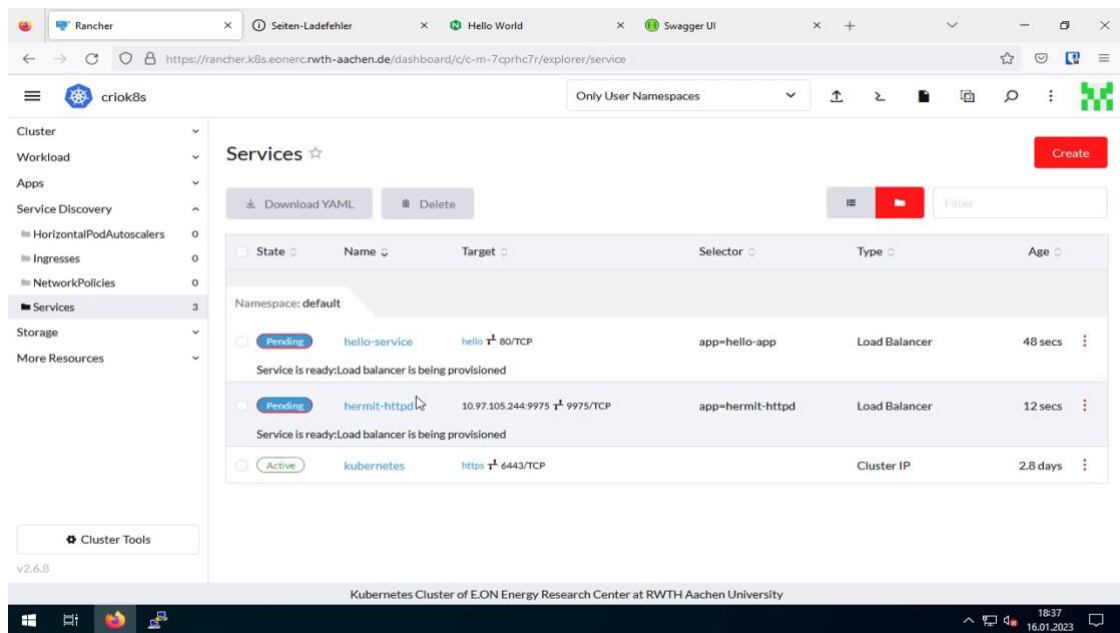 Rancher
Seiten-Ladefehler
Hello World
Swagger UI
https://rancher.k8s.eonerc.rwth-aachen.de/dashboard/c/c-m-7cprhc7r/explorer/service
criok8s
Only User Namespaces
Cluster
Workload
Apps
Service Discovery
HorizontalPodAutoscalers 0
Ingresses 0
NetworkPolicies 0
Services 3
Storage
More Resources
Cluster Tools
v2.6.8
Services
Create
Download YAML
Delete
Filter
State Name Target Selector Type Age
Namespace: default
Pending hello-service hello 80/TCP app=hello-app Load Balancer 48 secs
Service is ready:Load balancer is being provisioned
Pending hermit-httpd 10.97.105.244:9975 9975/TCP app=hermit-httpd Load Balancer 12 secs
Service is ready:Load balancer is being provisioned
Active kubernetes https 6443/TCP Cluster IP 2.8 days
Kubernetes Cluster of E.ON Energy Research Center at RWTH Aachen University
18:37
16.01.2023